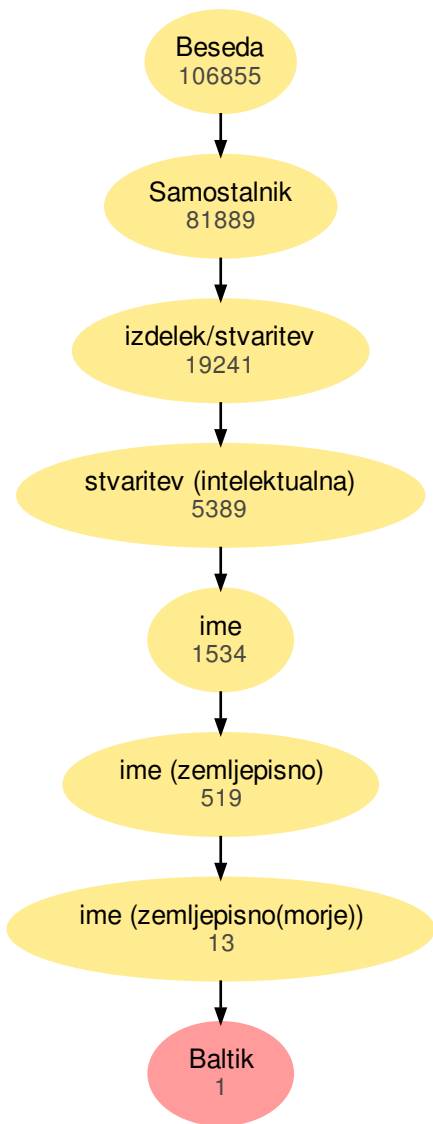 Beseda
106855
Samostalnik
81889
izdelek/stvaritev
19241
stvaritev (intelektualna)
5389
ime
1534
ime (zemljepisno)
519
ime (zemljepisno(morje))
13
Baltik
1